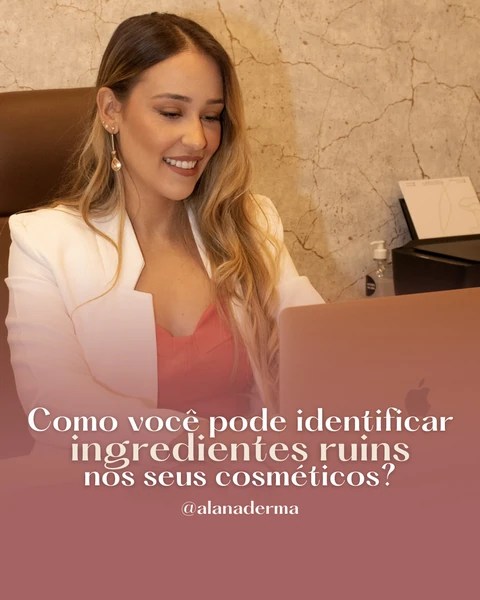 Como você pode identificar
ingredientes ruins
nos seus cosméticos?
@alanaderma